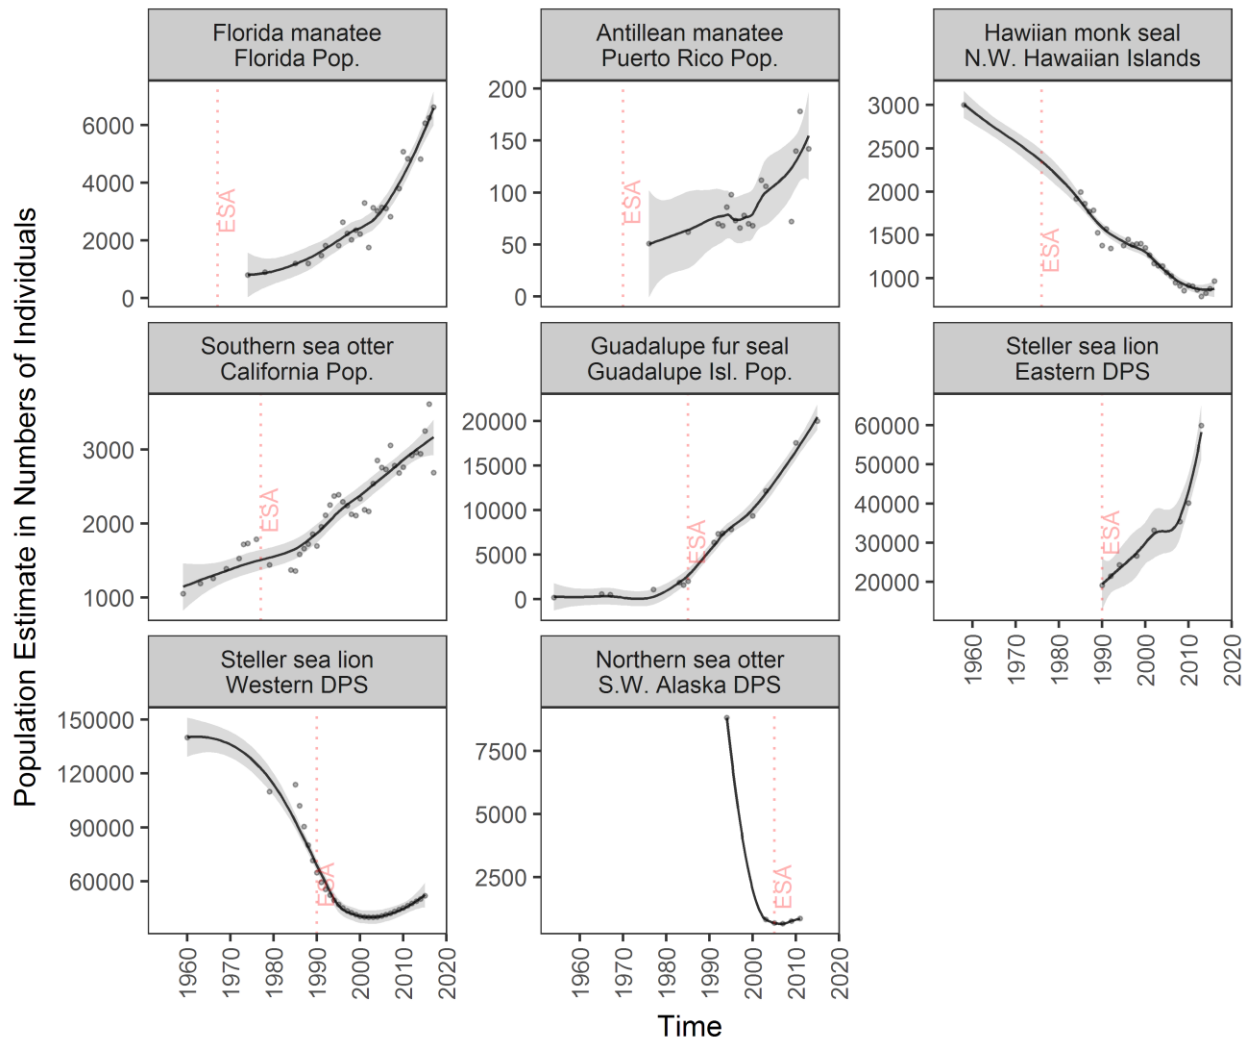 Florida manatee
Florida Pop.
Antillean manatee
Puerto Rico Pop.
Hawiian monk seal
N.W. Hawaiian Islands
6000
4000
2000
0
ESA
200
150
100
50
0
ESA
3000
2500
2000
1500
1000
ESA
Population Estimate in Numbers of Individuals
Southern sea otter
California Pop.
Guadalupe fur seal
Guadalupe Isl. Pop.
Steller sea lion
Eastern DPS
3000
2000
1000
ESA
20000
15000
10000
5000
0
ESA
60000
50000
40000
30000
20000
ESA
1960 1970 1980 1990 2000 2010 2020
Steller sea lion
Western DPS
Northern sea otter
S.W. Alaska DPS
150000
120000
90000
60000
ESA
7500
5000
2500
ESA
1960 1970 1980 1990 2000 2010 2020
1960 1970 1980 1990 2000 2010 2020
Time